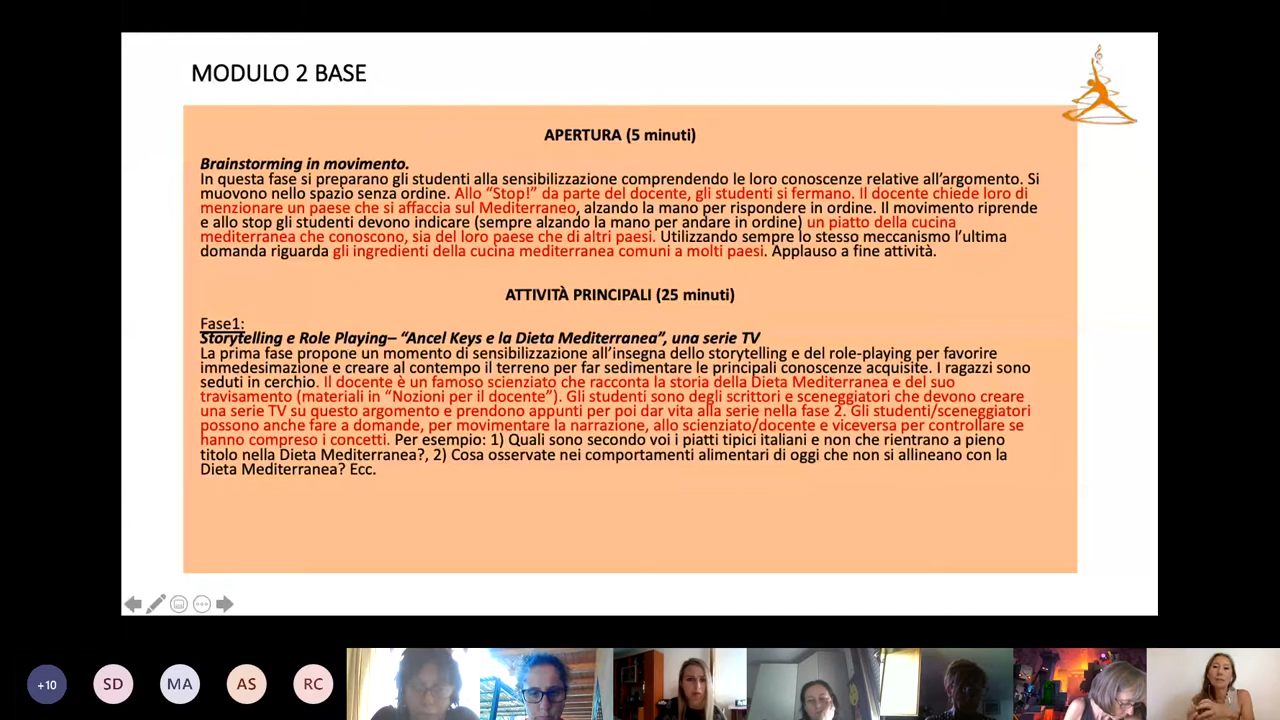 MODULO 2 BASE
APERTURA (5 minuti)
Brainstorming in movimento.
In questa fase si preparano gli studenti alla sensibilizzazione comprendendo le loro conoscenze relative all’argomento. Si
muovono nello spazio senza ordine. Allo “Stop!” da parte del docente, gli studenti si fermano. Il docente chiede loro di
menzionare un paese che si affaccia sul Mediterraneo, alzando la mano per rispondere in ordine. Il movimento riprende
e allo stop gli studenti devono indicare (sempre alzando la mano per andare in ordine) un piatto della cucina
mediterranea che conoscono, sia del loro paese che di altri paesi. Utilizzando sempre lo stesso meccanismo l’ultima
domanda riguarda gli ingredienti della cucina mediterranea comuni a molti paesi. Applauso a fine attività.
ATTIVITÀ PRINCIPALI (25 minuti)
Fase1:
Storytelling e Role Playing– “Ancel Keys e la Dieta Mediterranea”, una serie TV
La prima fase propone un momento di sensibilizzazione all’insegna dello storytelling e del role-playing per favorire
immedesimazione e creare al contempo il terreno per far sedimentare le principali conoscenze acquisite. I ragazzi sono
seduti in cerchio. Il docente è un famoso scienziato che racconta la storia della Dieta Mediterranea e del suo
travisamento (materiali in “Nozioni per il docente”). Gli studenti sono degli scrittori e sceneggiatori che devono creare
una serie TV su questo argomento e prendono appunti per poi dar vita alla serie nella fase 2. Gli studenti/sceneggiatori
possono anche fare a domande, per movimentare la narrazione, allo scienziato/docente e viceversa per controllare se
hanno compreso i concetti. Per esempio: 1) Quali sono secondo voi i piatti tipici italiani e non che rientrano a pieno
titolo nella Dieta Mediterranea?, 2) Cosa osservate nei comportamenti alimentari di oggi che non si allineano con la
Dieta Mediterranea? Ecc.
+10 SD MA AS RC